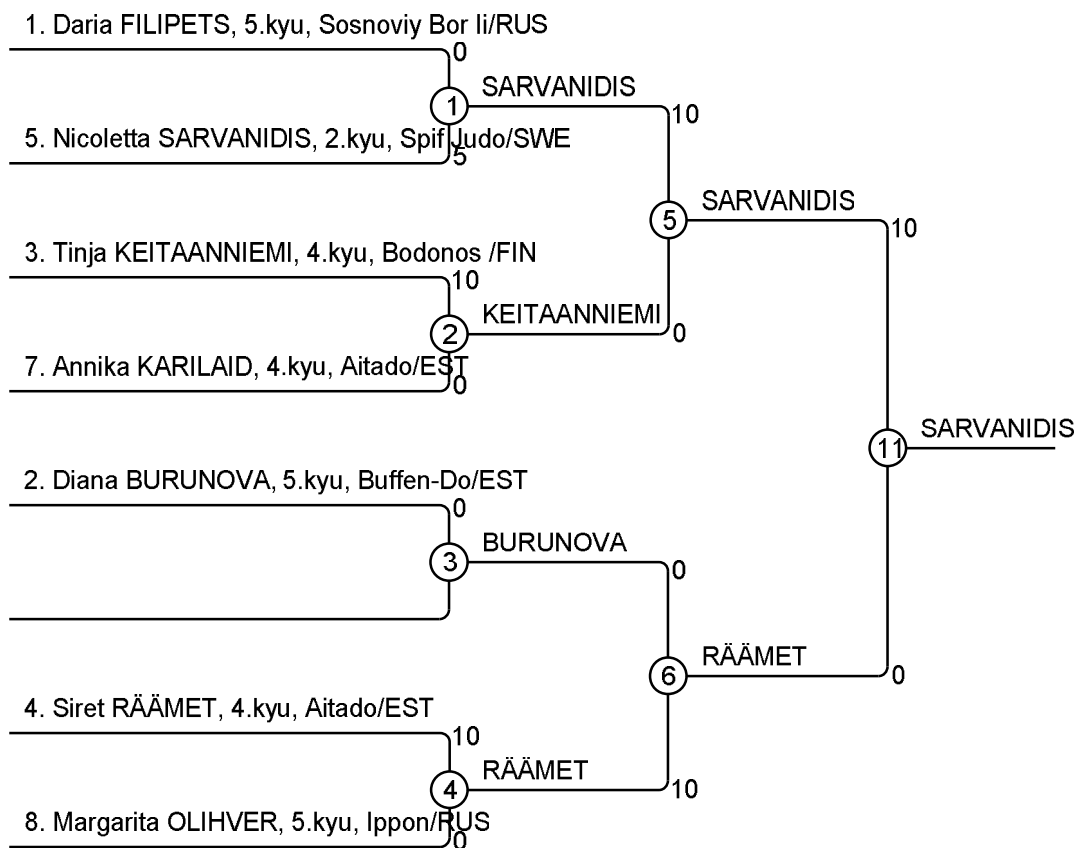 1. Daria FILIPETS, 5.kyu, Sosnoviy Bor Ii/RUS
0
1 SARVANIDIS
10
5. Nicoletta SARVANIDIS, 2.kyu, Spif Judo/SWE
5
5 SARVANIDIS
10
3. Tinja KEITAANNIEMI, 4.kyu, Bodonos /FIN
10
2 KEITAANNIEMI
0
7. Annika KARILAID, 4.kyu, Aitado/EST
0
11 SARVANIDIS
2. Diana BURUNOVA, 5.kyu, Buffen-Do/EST
0
3 BURUNOVA
0
6 RÄÄMET
0
4. Siret RÄÄMET, 4.kyu, Aitado/EST
10
4 RÄÄMET
10
8. Margarita OLIHVER, 5.kyu, Ippon/RUS
0